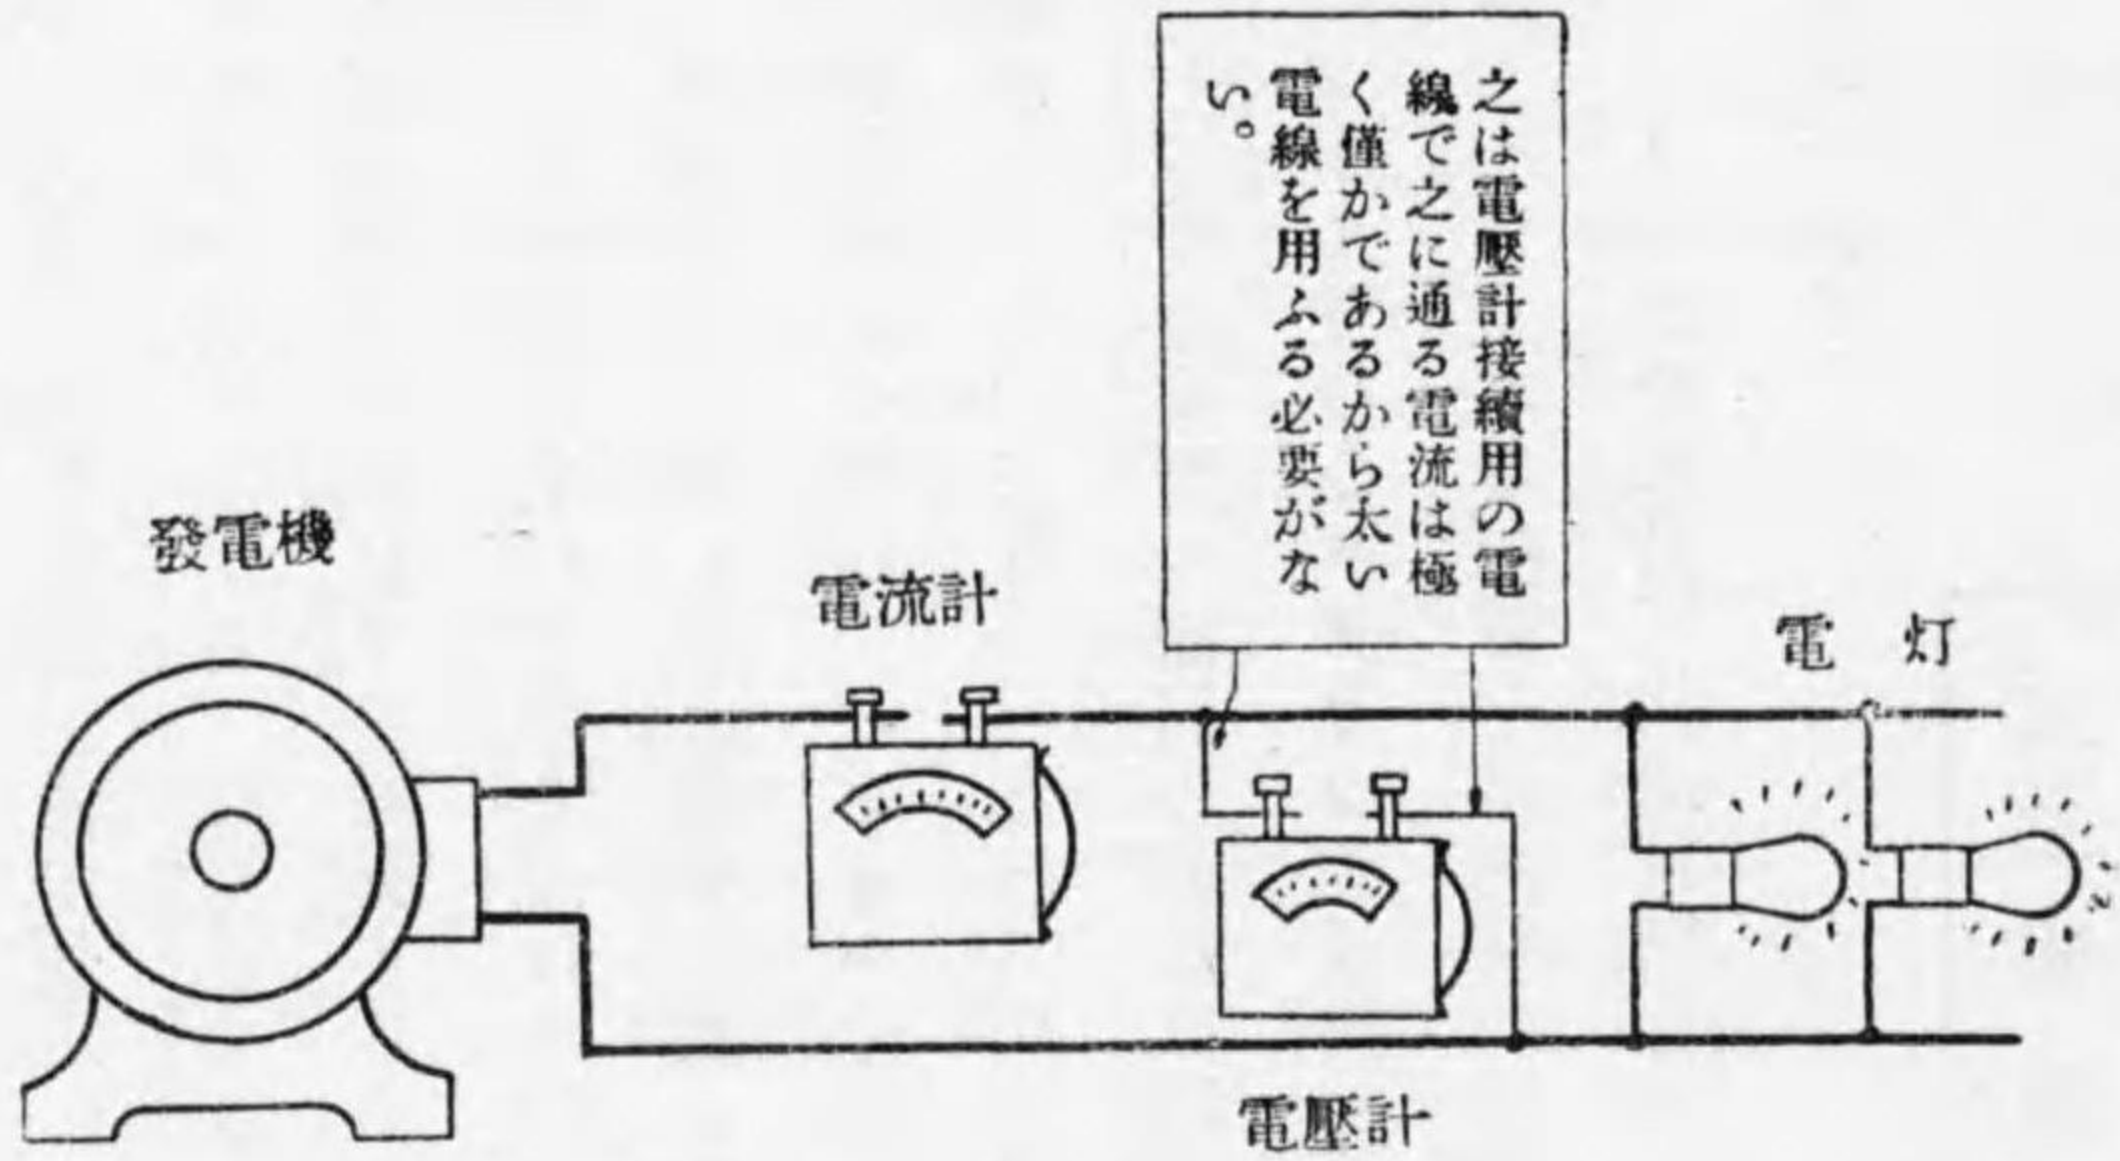 之は電壓計接續用の電
線で之に通る電流は極
く僅かであるから太い
電線を用ふる必要がな
い。
發電機
電流計
電灯
電壓計